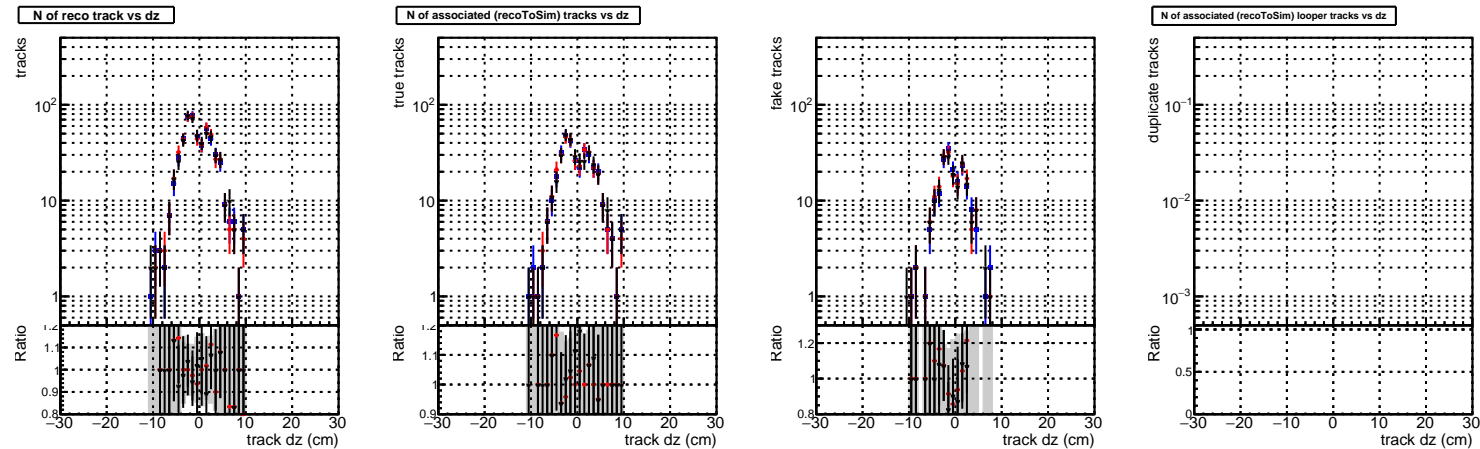 N of reco track vs dz
tracks
10²
10
1
Ratio
1.2
1.1
1
0.9
0.8
−30 −20 −10 0 10 20 30
track dz (cm)
N of associated (recoToSim) tracks vs dz
true tracks
10²
10
1
Ratio
1.2
1.1
1
0.9
−30 −20 −10 0 10 20 30
track dz (cm)
fake tracks
10²
10
1
Ratio
1.2
1
0.8
−30 −20 −10 0 10 20 30
track dz (cm)
N of associated (recoToSim) looper tracks vs dz
duplicate tracks
10⁻¹
10⁻²
10⁻³
Ratio
1
0.5
0
−30 −20 −10 0 10 20 30
track dz (cm)